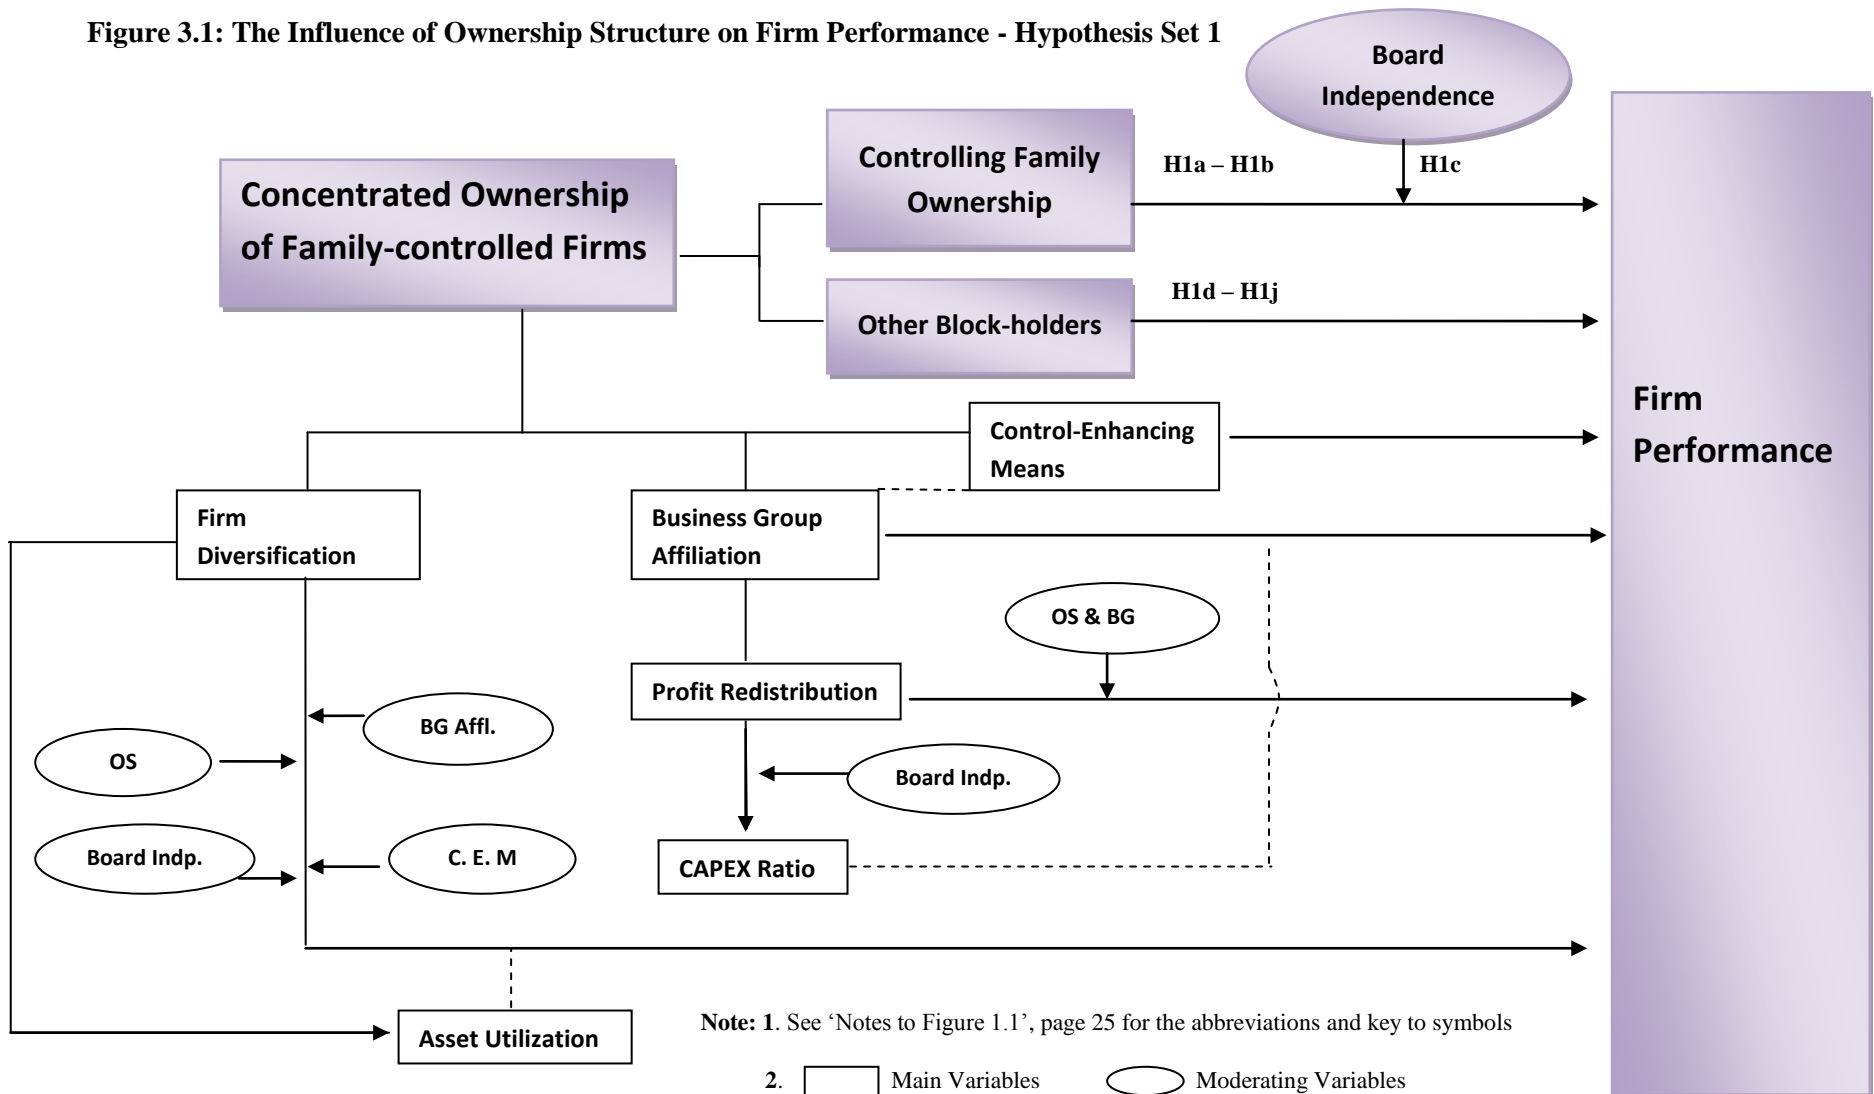 Figure 3.1: The Influence of Ownership Structure on Firm Performance - Hypothesis Set 1
Board
Independence
Controlling Family
Ownership
H1a – H1b
H1c
Concentrated Ownership
of Family-controlled Firms
H1d – H1j
Other Block-holders
Firm
Performance
Control-Enhancing
Means
Firm
Diversification
Business Group
Affiliation
OS & BG
Profit Redistribution
BG Affl.
OS
Board Indp.
Board Indp.
C. E. M
CAPEX Ratio
Asset Utilization
Note: 1. See ‘Notes to Figure 1.1’, page 25 for the abbreviations and key to symbols
2. Main Variables Moderating Variables